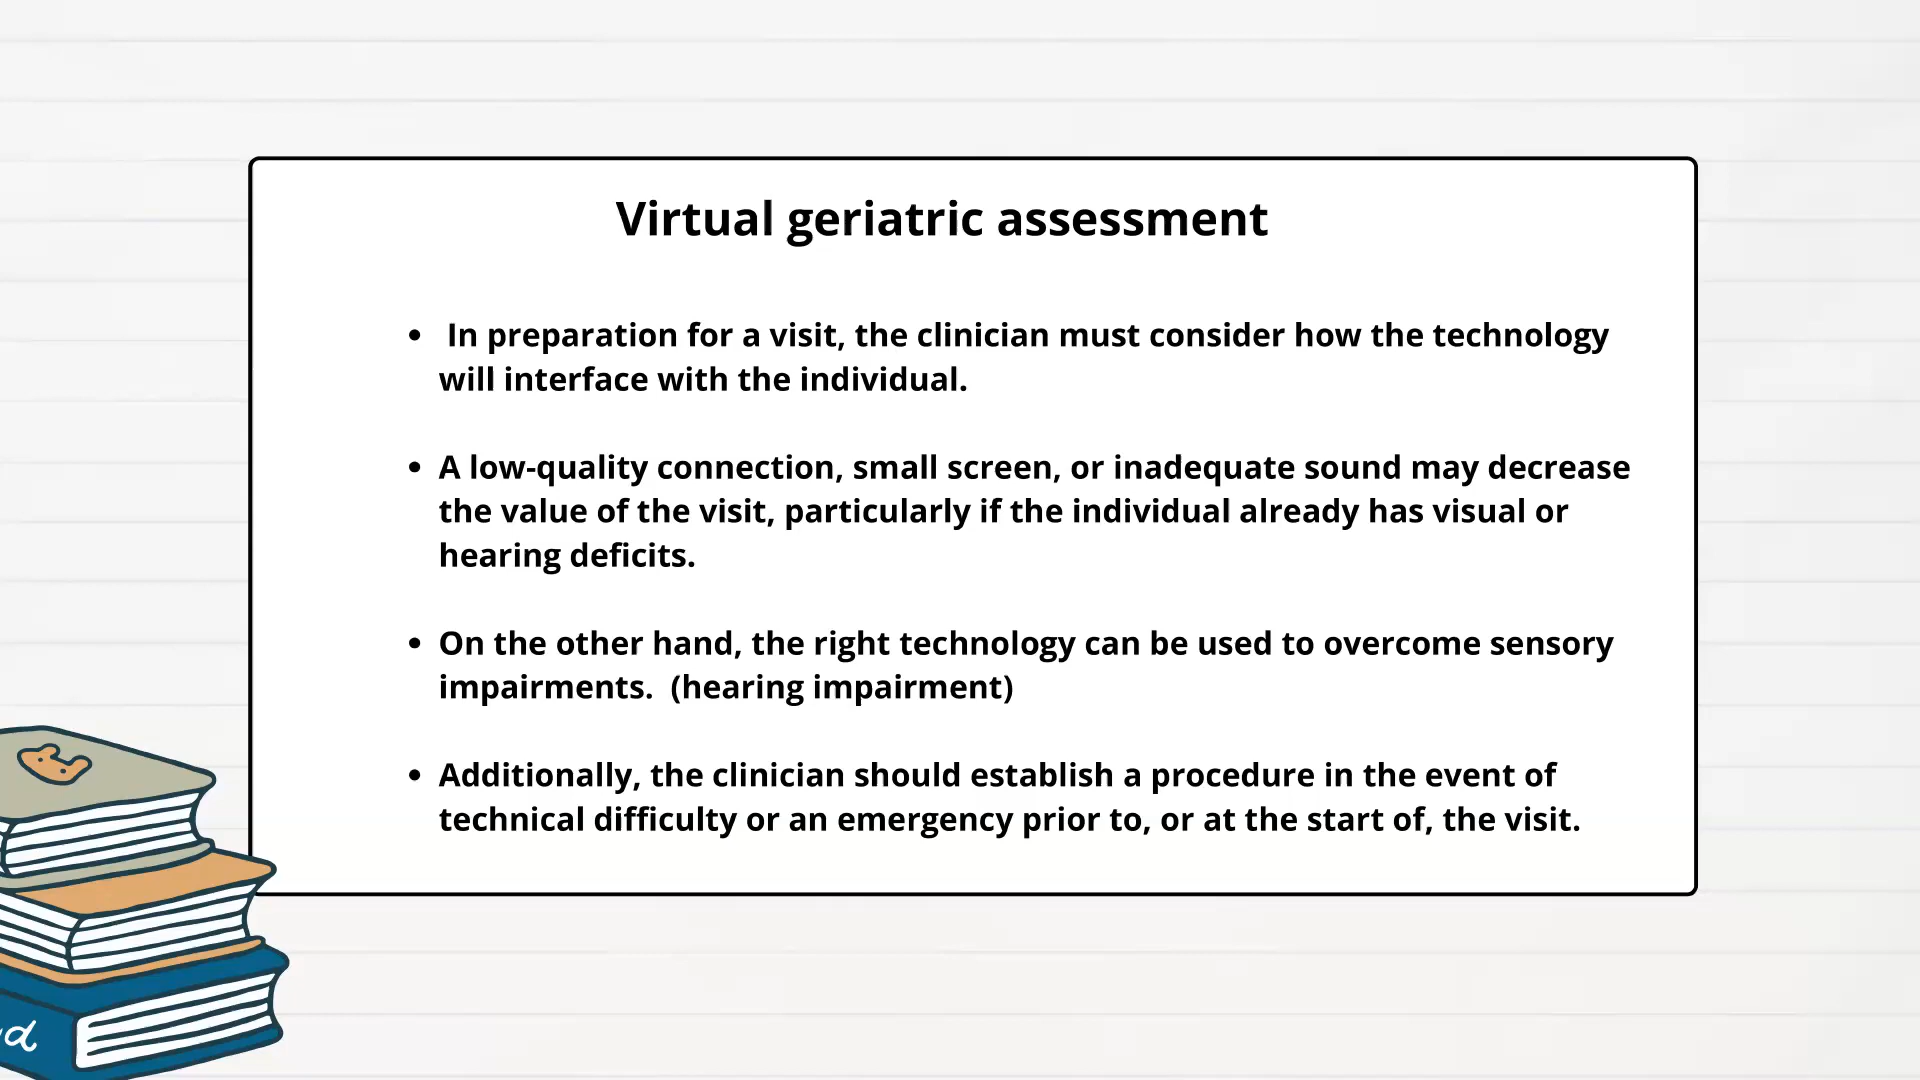 Virtual geriatric assessment
• In preparation for a visit, the clinician must consider how the technology
will interface with the individual.
• A low-quality connection, small screen, or inadequate sound may decrease
the value of the visit, particularly if the individual already has visual or
hearing deficits.
• On the other hand, the right technology can be used to overcome sensory
impairments.  (hearing impairment)
• Additionally, the clinician should establish a procedure in the event of
technical difficulty or an emergency prior to, or at the start of, the visit.